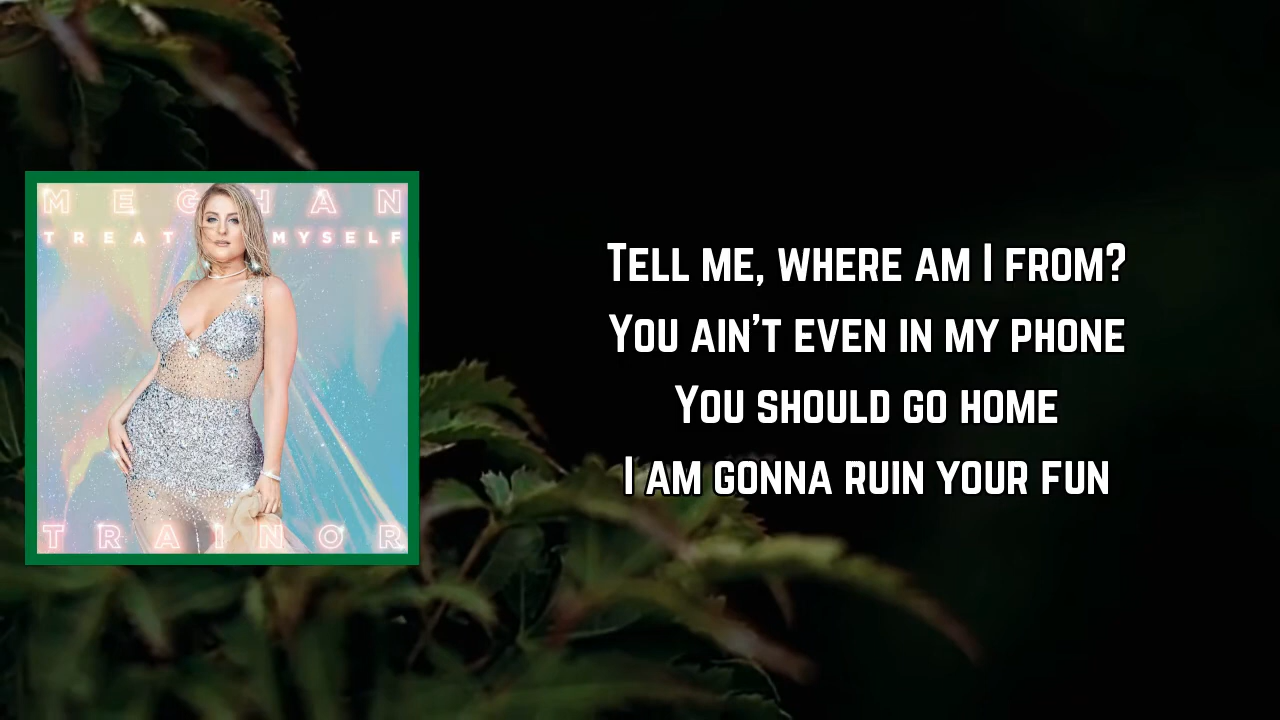 MEGHAN
TREAT MYSELF
TRAINOR
Tell me, where am I from?
You ain't even in my phone
You should go home
I am gonna ruin your fun